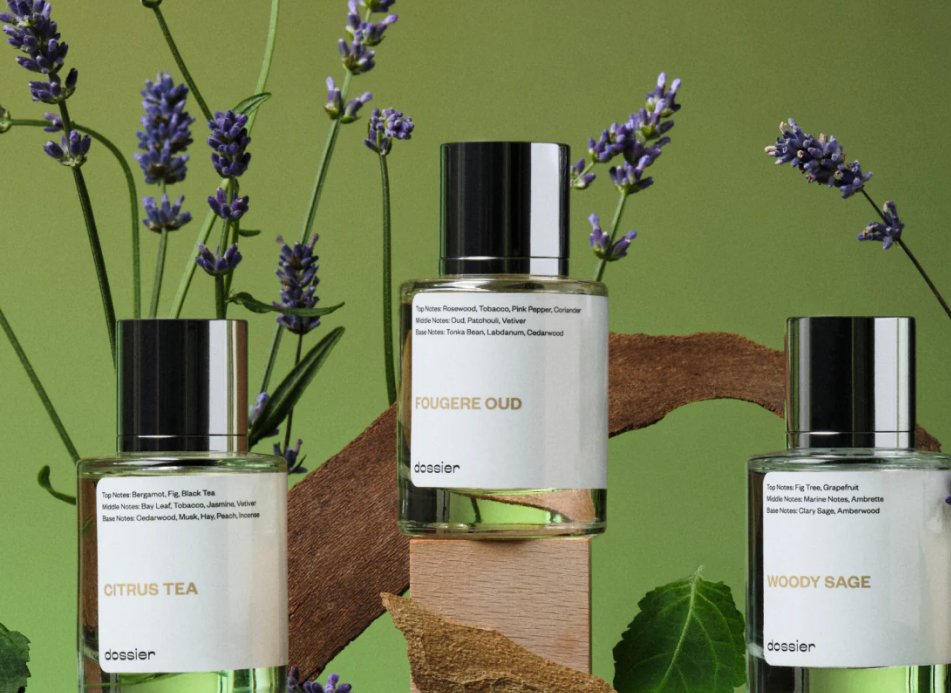 Top Notes: Rosewood, Tobacco, Pink Pepper, Coriander
Middle Notes: Oud, Patchouli, Vetiver
Base Notes: Tonka Bean, Labdanum, Cedarwood
FOUGERE OUD
dossier
Top Notes: Bergamot, Fig, Black Tea
Middle Notes: Bay Leaf, Tobacco, Jasmine, Vetiver
Base Notes: Cedarwood, Musk, Hay, Peach, Incense
CITRUS TEA
dossier
Top Notes: Fig Tree, Grapefruit
Middle Notes: Marine Notes, Ambrette
Base Notes: Clary Sage, Amberwood
WOODY SAGE
dossier